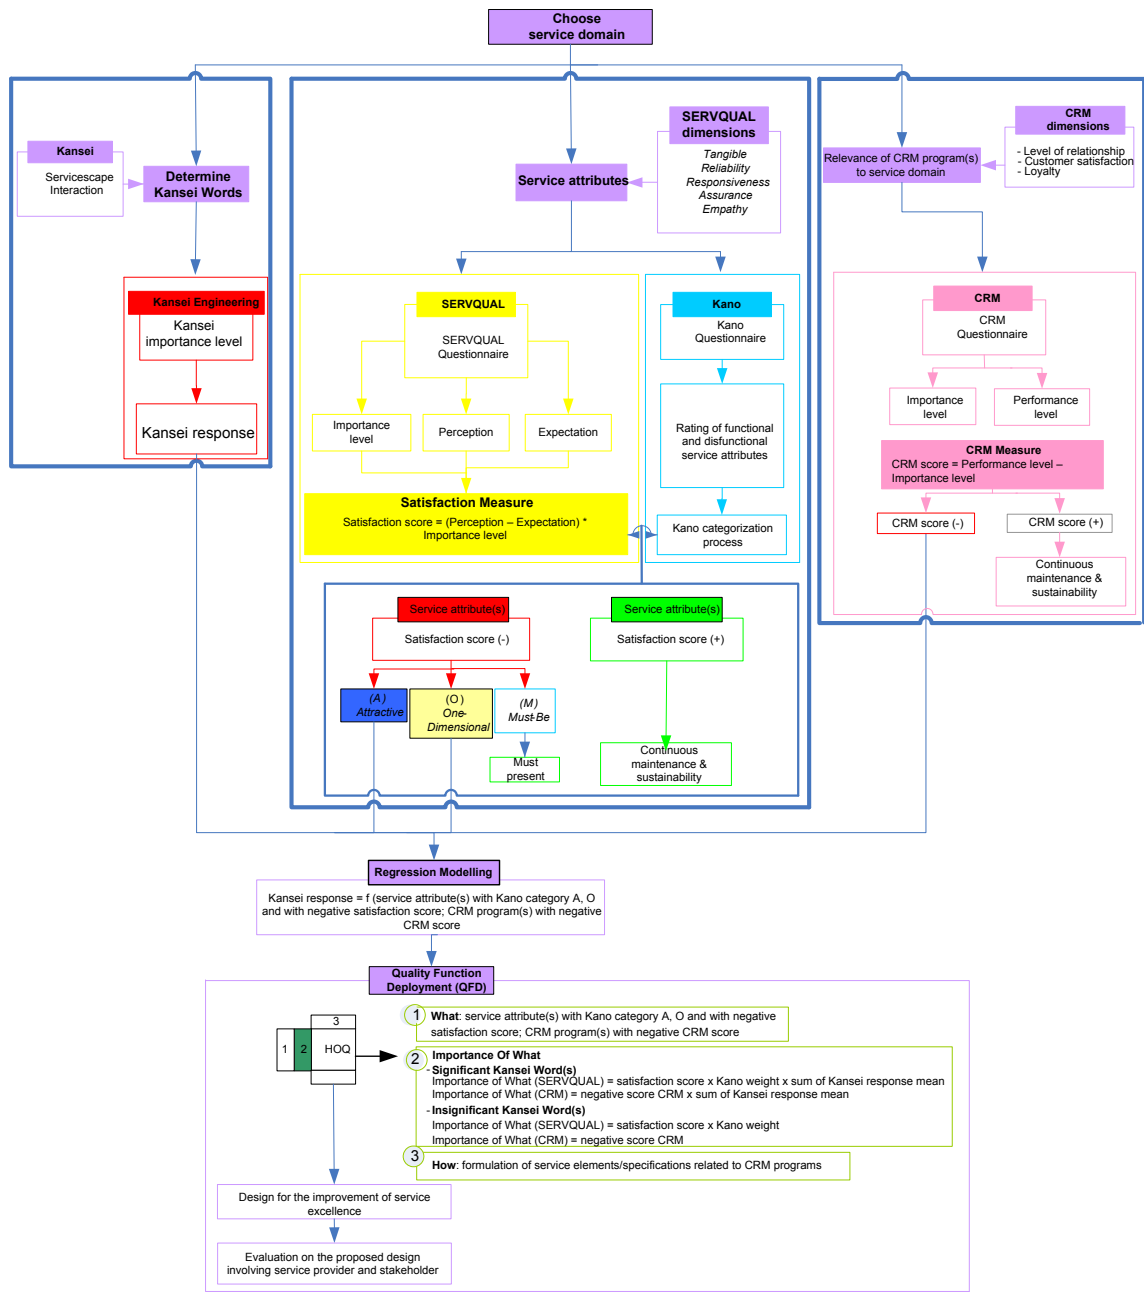 Choose
service domain
Kansei
Servicescape
Interaction
Determine
Kansei Words
Kansei Engineering
Kansei
importance level
Kansei response
SERVQUAL
dimensions
Tangible
Reliability
Responsiveness
Assurance
Empathy
Service attributes
SERVQUAL
SERVQUAL
Questionnaire
Importance
level
Perception
Expectation
Satisfaction Measure
Satisfaction score = (Perception – Expectation) *
Importance level
Kano
Kano
Questionnaire
Rating of functional
and disfunctional
service attributes
Kano categorization
process
Service attribute(s)
Satisfaction score (-)
(A)
Attractive
(O)
One-
Dimensional
(M)
Must-Be
Must
present
Service attribute(s)
Satisfaction score (+)
Continuous
maintenance &
sustainability
CRM
dimensions
- Level of relationship
- Customer satisfaction
- Loyalty
Relevance of CRM program(s)
to service domain
CRM
CRM
Questionnaire
Importance
level
Performance
level
CRM Measure
CRM score = Performance level –
Importance level
CRM score (-)
CRM score (+)
Continuous
maintenance &
sustainability
Regression Modelling
Kansei response = f (service attribute(s) with Kano category A, O
and with negative satisfaction score; CRM program(s) with negative
CRM score
Quality Function
Deployment (QFD)
3
1
2
HOQ
1
What: service attribute(s) with Kano category A, O and with negative
satisfaction score; CRM program(s) with negative CRM score
2
Importance Of What
- Significant Kansei Word(s)
Importance of What (SERVQUAL) = satisfaction score x Kano weight x sum of Kansei response mean
Importance of What (CRM) = negative score CRM x sum of Kansei response mean
- Insignificant Kansei Word(s)
Importance of What (SERVQUAL) = satisfaction score x Kano weight
Importance of What (CRM) = negative score CRM
3
How: formulation of service elements/specifications related to CRM programs
Design for the improvement of service
excellence
Evaluation on the proposed design
involving service provider and stakeholder